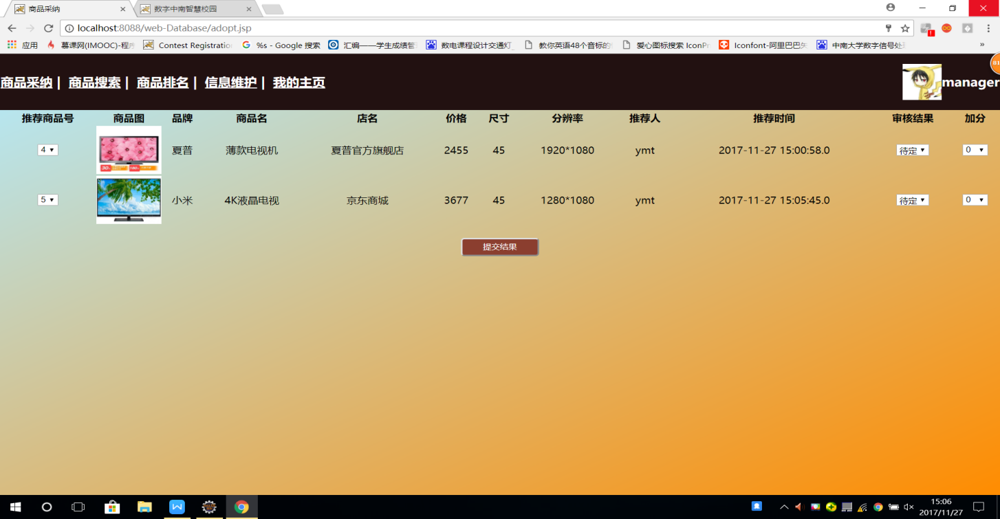 商品采纳
数字中南智慧校园
localhost:8088/web-Database/adopt.jsp
应用 慕课网(IMOOC)-程序 Contest Registration %s - Google 搜索 汇编——学生成绩管 数电课程设计交通灯_ 教你英语48个音标的 爱心图标搜索 IconPn Iconfont-阿里巴巴矢 中南大学数字信号处理 »
商品采纳 | 商品搜索 | 商品排名 | 信息维护 | 我的主页
manager
81
推荐商品号 商品图 品牌 商品名 店名 价格 尺寸 分辨率 推荐人 推荐时间 审核结果 加分
4 夏普 薄款电视机 夏普官方旗舰店 2455 45 1920*1080 ymt 2017-11-27 15:00:58.0 待定 0
5 小米 4K液晶电视 京东商城 3677 45 1280*1080 ymt 2017-11-27 15:05:45.0 待定 0
提交结果
15:06
2017/11/27